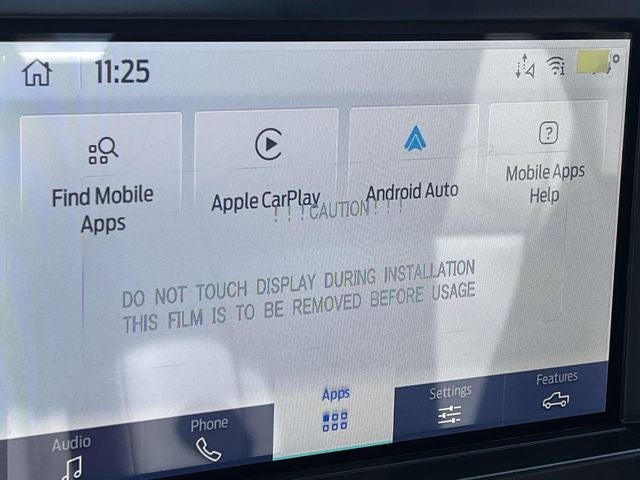 11:25
Find Mobile
Apps
Apple CarPlay
Android Auto
Mobile Apps
Help
! ! ! CAUTION ! ! !
DO NOT TOUCH DISPLAY DURING INSTALLATION
THIS FILM IS TO BE REMOVED BEFORE USAGE
Audio
Phone
Apps
Settings
Features